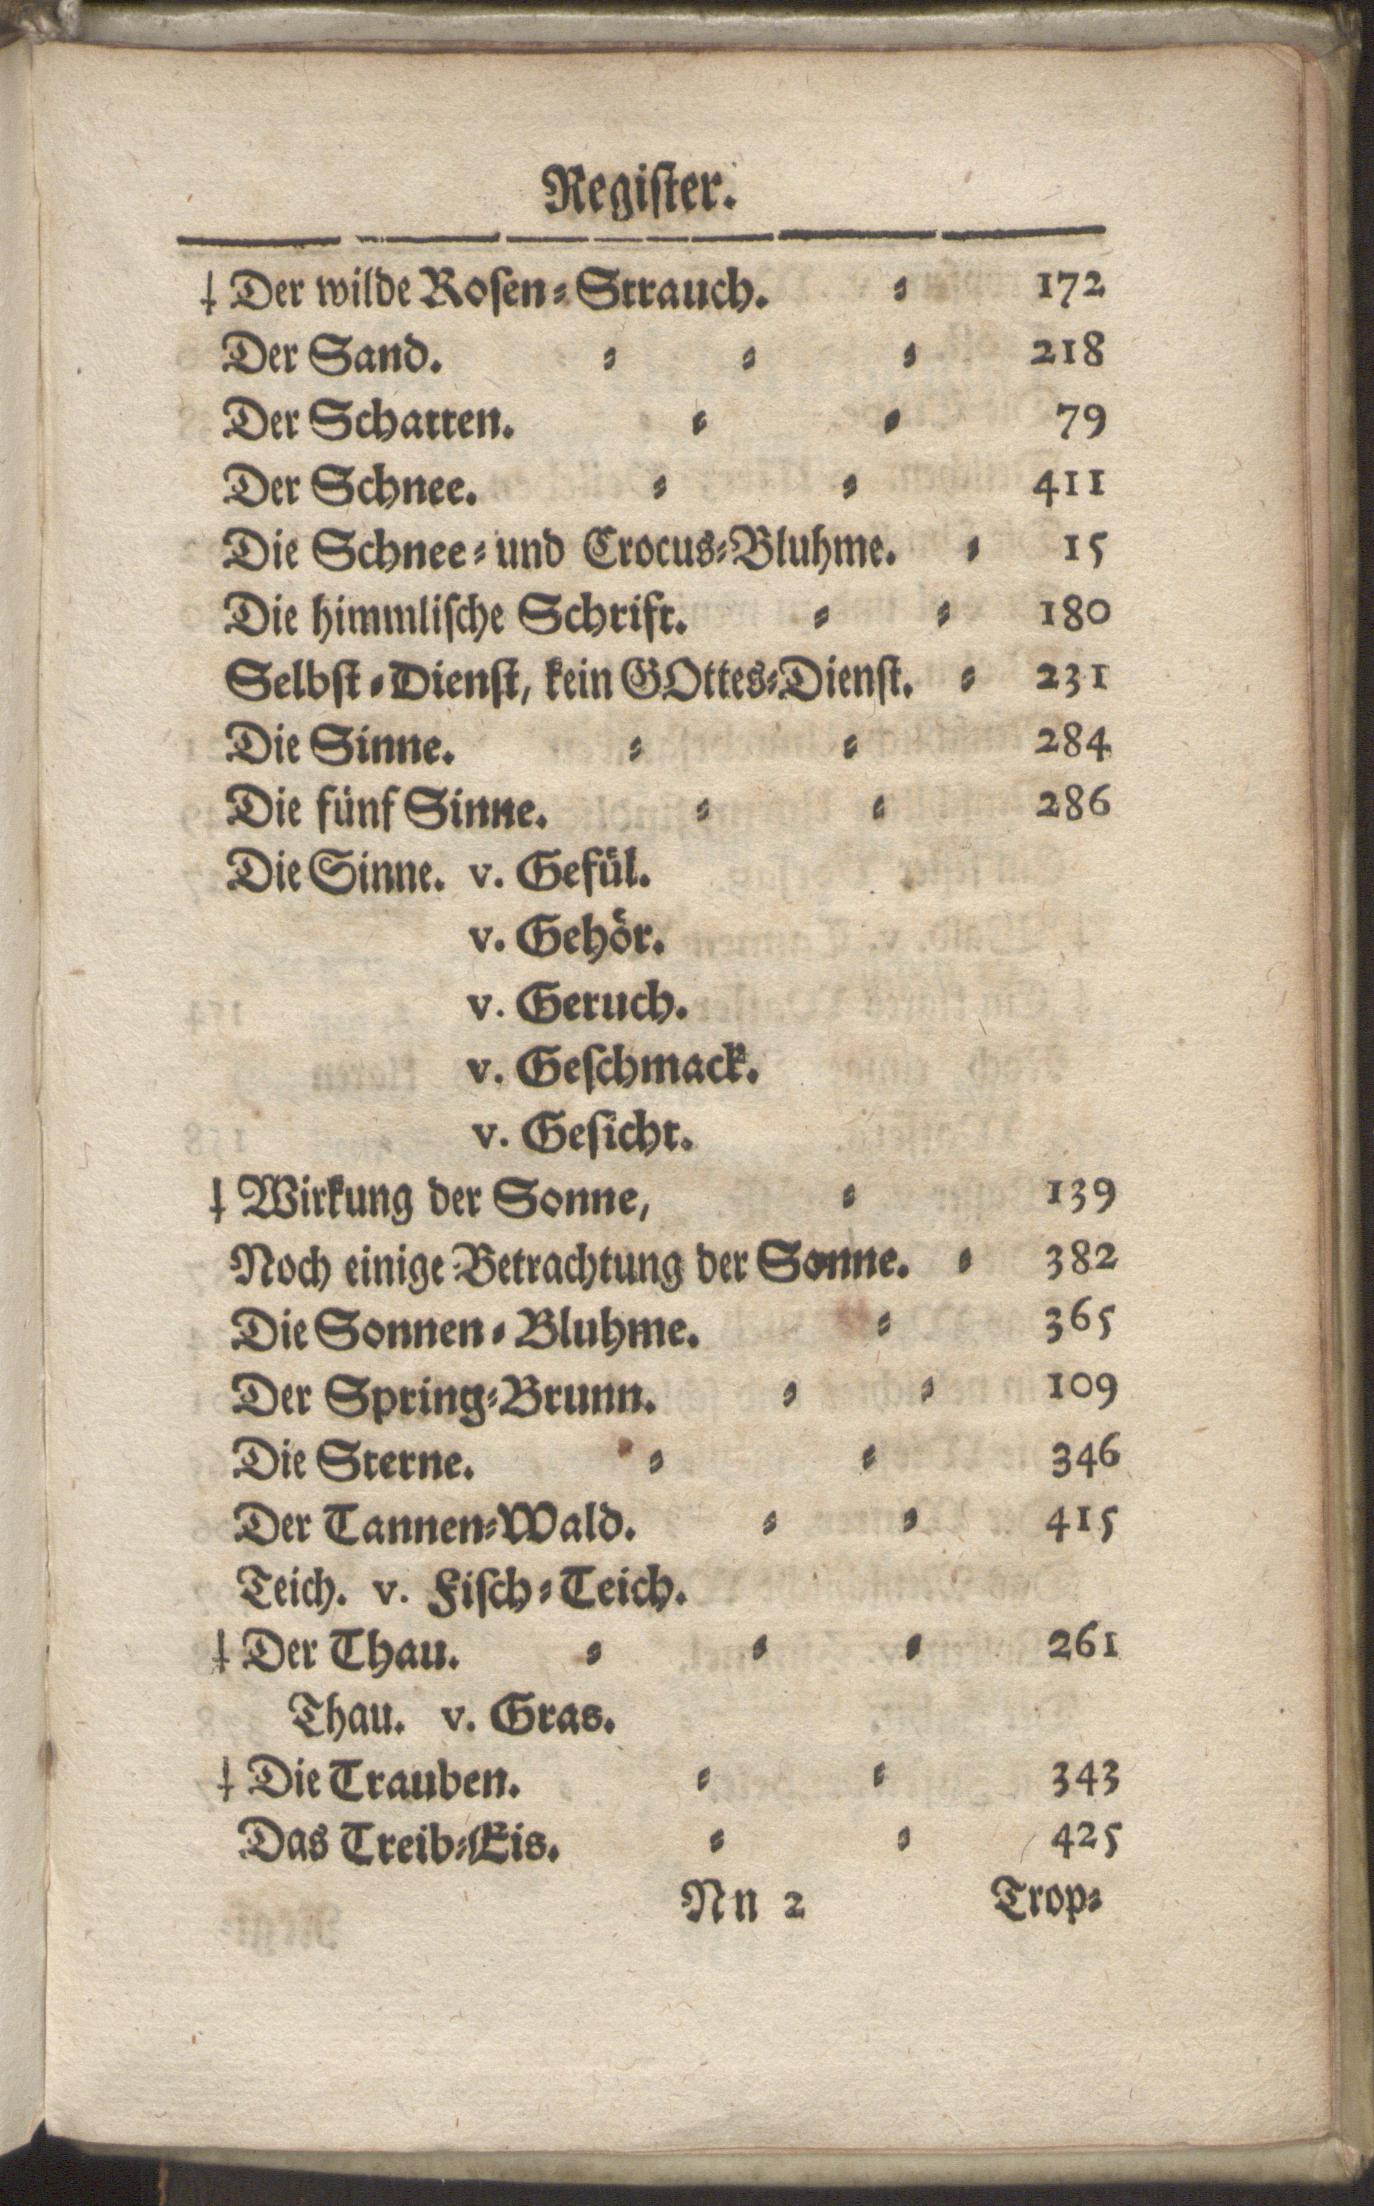 Register.
† Der wilde Rosen-Strauch. - 172
Der Sand. - - - 218
Der Schatten. - - 79
Der Schnee. - - 411
Die Schnee- und Crocus-Bluhme. - 15
Die himmlische Schrift. - - 180
Selbst-Dienst, kein GOttes-Dienst. - 231
Die Sinne. - - 284
Die fünf Sinne. - - 286
Die Sinne. v. Gefül.
v. Gehör.
v. Geruch.
v. Geschmack.
v. Gesicht.
† Wirkung der Sonne, - 139
Noch einige Betrachtung der Sonne. - 382
Die Sonnen-Bluhme. - 365
Der Spring-Brunn. - - 109
Die Sterne. - - 346
Der Tannen-Wald. - - 415
Teich. v. Fisch-Teich.
† Der Thau. - - - 261
Thau. v. Gras.
† Die Trauben. - - 343
Das Treib-Eis. - - 425
Nn 2 Trop-